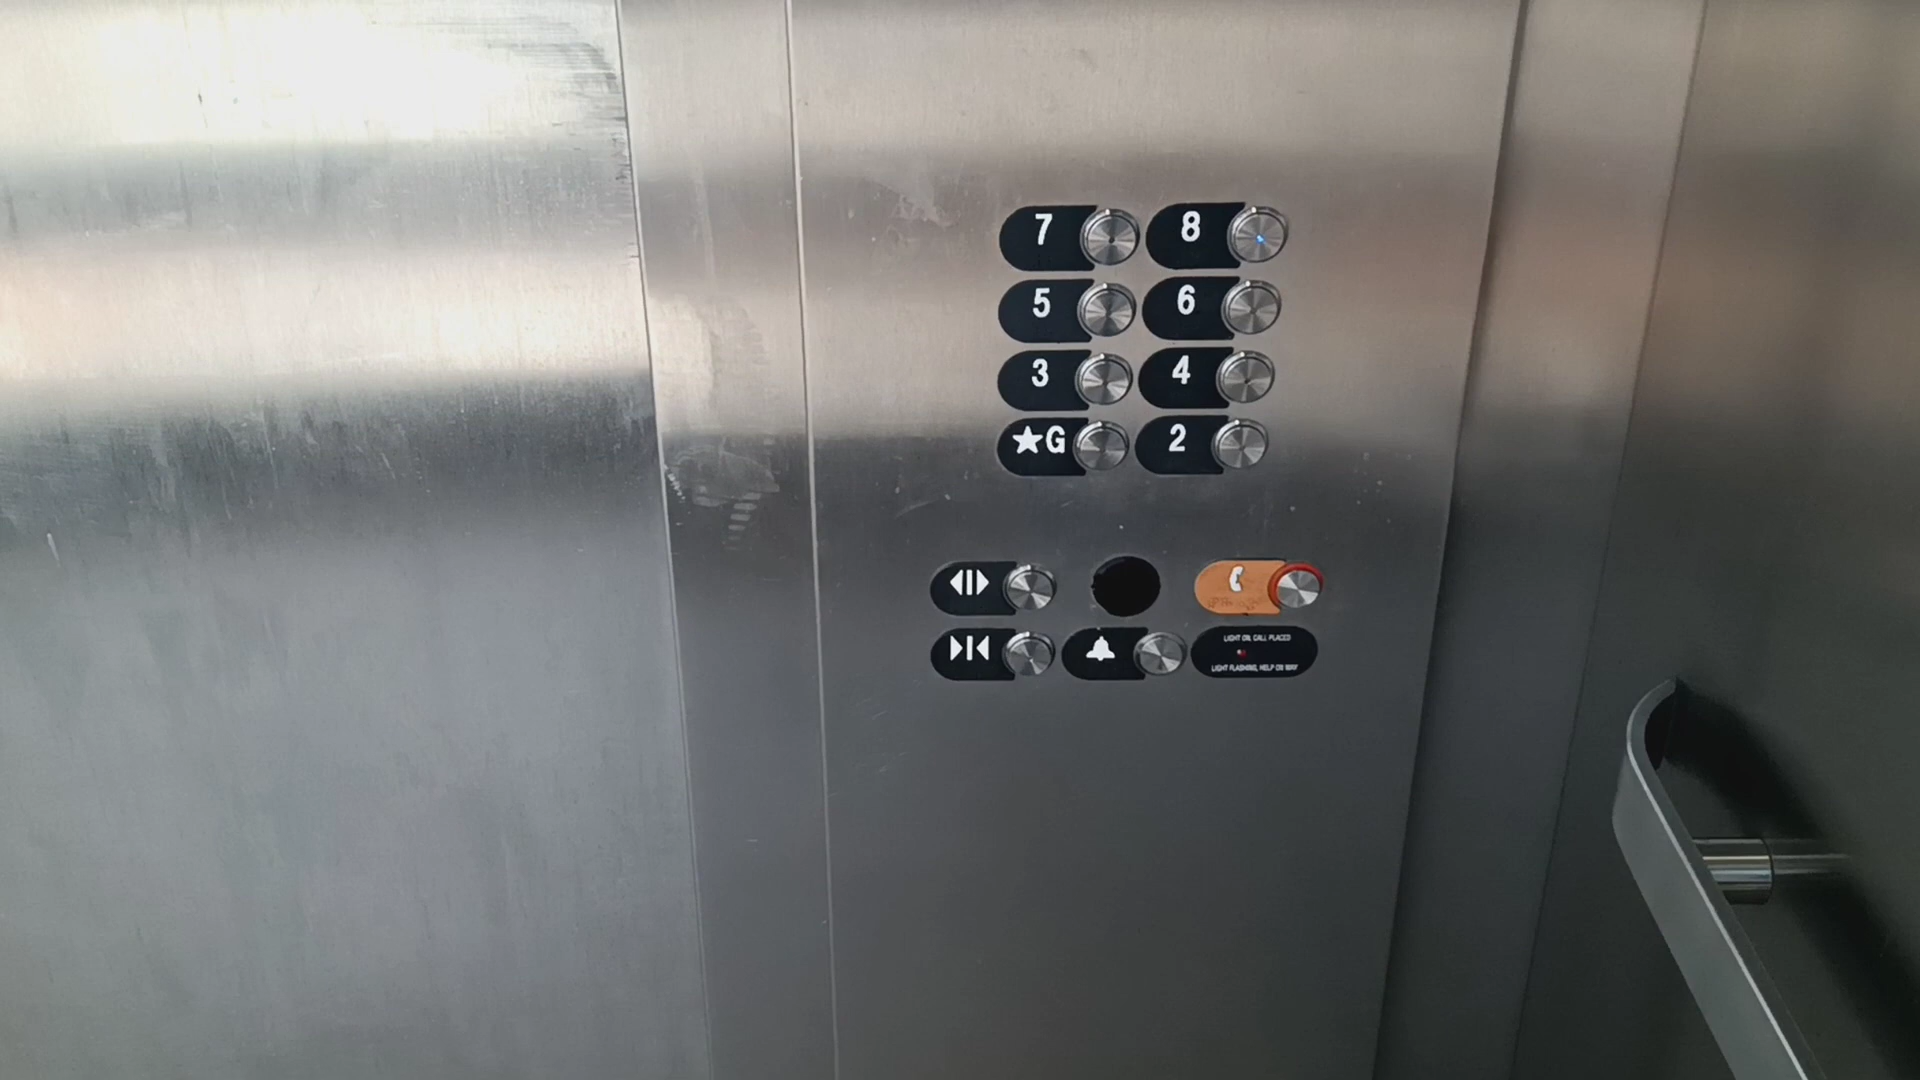 7 8
5 6
3 4
★G 2
LIGHT ON, CALL PLACED
LIGHT FLASHING, HELP ON WAY